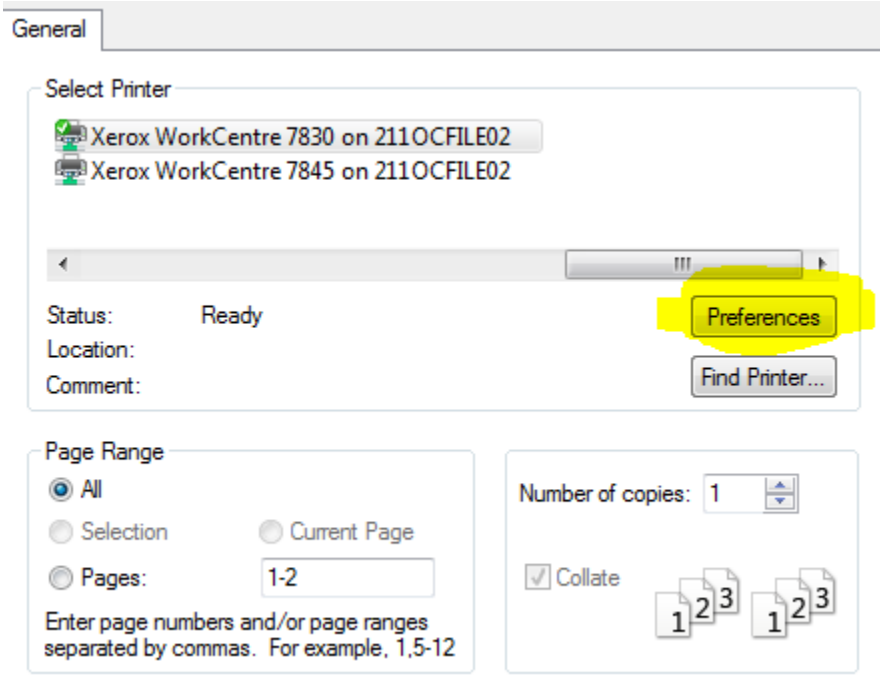 General
Select Printer
Xerox WorkCentre 7830 on 211OCFILE02
Xerox WorkCentre 7845 on 211OCFILE02
Status: Ready Preferences
Location:
Comment: Find Printer...
Page Range
All
Number of copies: 1
Selection Current Page
Pages: 1-2
Collate
1 2 3 1 2 3
Enter page numbers and/or page ranges
separated by commas. For example, 1,5-12